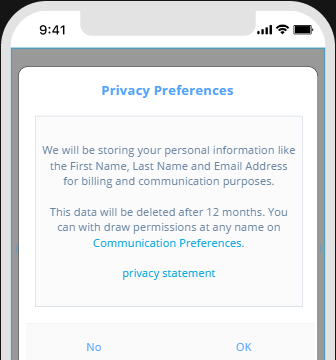 9:41
Privacy Preferences
We will be storing your personal information like
the First Name, Last Name and Email Address
for billing and communication purposes.
This data will be deleted after 12 months. You
can with draw permissions at any name on
Communication Preferences.
privacy statement
No OK